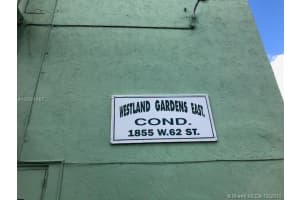 WESTLAND GARDENS EAST.
COND.
1855 W.62 ST.